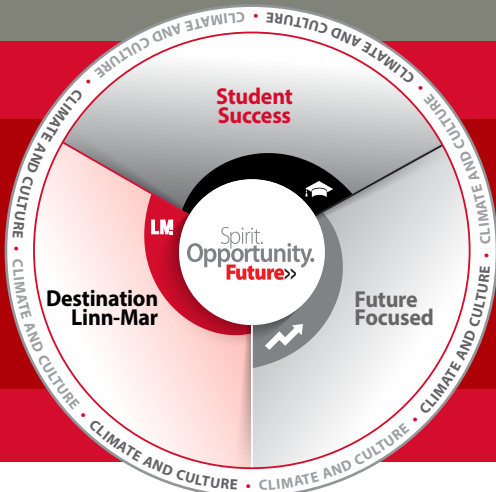 CLIMATE AND CULTURE • CLIMATE AND CULTURE • CLIMATE AND CULTURE • CLIMATE AND CULTURE • CLIMATE AND CULTURE • CLIMATE AND CULTURE • CLIMATE AND CULTURE • CLIMATE AND CULTURE •
Student
Success
LM
Spirit.
Opportunity.
Future»
Destination
Linn-Mar
Future
Focused